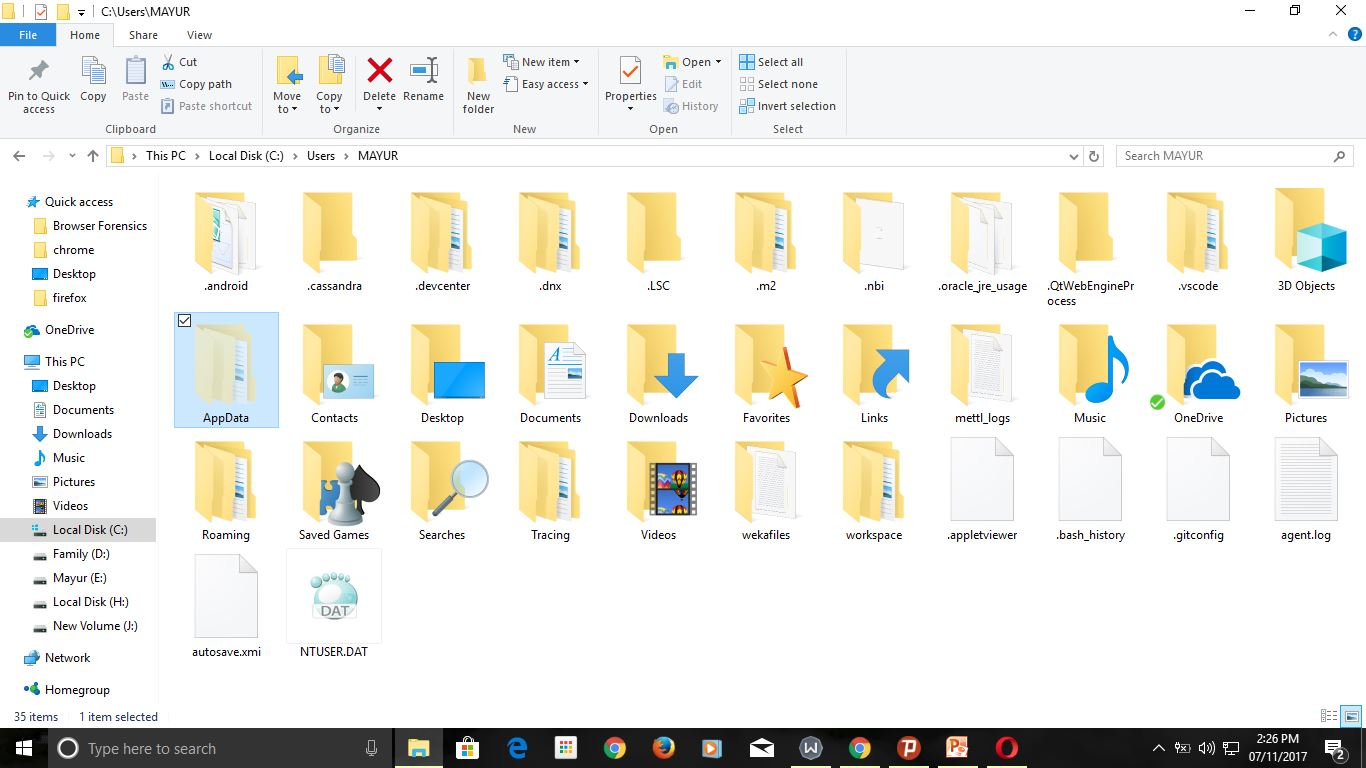 C:\Users\MAYUR
File Home Share View
Pin to Quick access
Copy
Paste
Cut
Copy path
Paste shortcut
Clipboard
Move to
Copy to
Delete
Rename
Organize
New folder
New item
Easy access
New
Properties
Open
Edit
History
Open
Select all
Select none
Invert selection
Select
This PC Local Disk (C:) Users MAYUR
Search MAYUR
Quick access
Browser Forensics
chrome
Desktop
firefox
OneDrive
This PC
Desktop
Documents
Downloads
Music
Pictures
Videos
Local Disk (C:)
Family (D:)
Mayur (E:)
Local Disk (H:)
New Volume (J:)
Network
Homegroup
.android .cassandra .devcenter .dnx .LSC .m2 .nbi .oracle_jre_usage .QtWebEnginePr
ocess .vscode 3D Objects
AppData Contacts Desktop Documents Downloads Favorites Links mettl_logs Music OneDrive Pictures
Roaming Saved Games Searches Tracing Videos wekafiles workspace .appletviewer .bash_history .gitconfig agent.log
DAT
autosave.xmi NTUSER.DAT
35 items 1 item selected
Type here to search
2:26 PM
07/11/2017
2